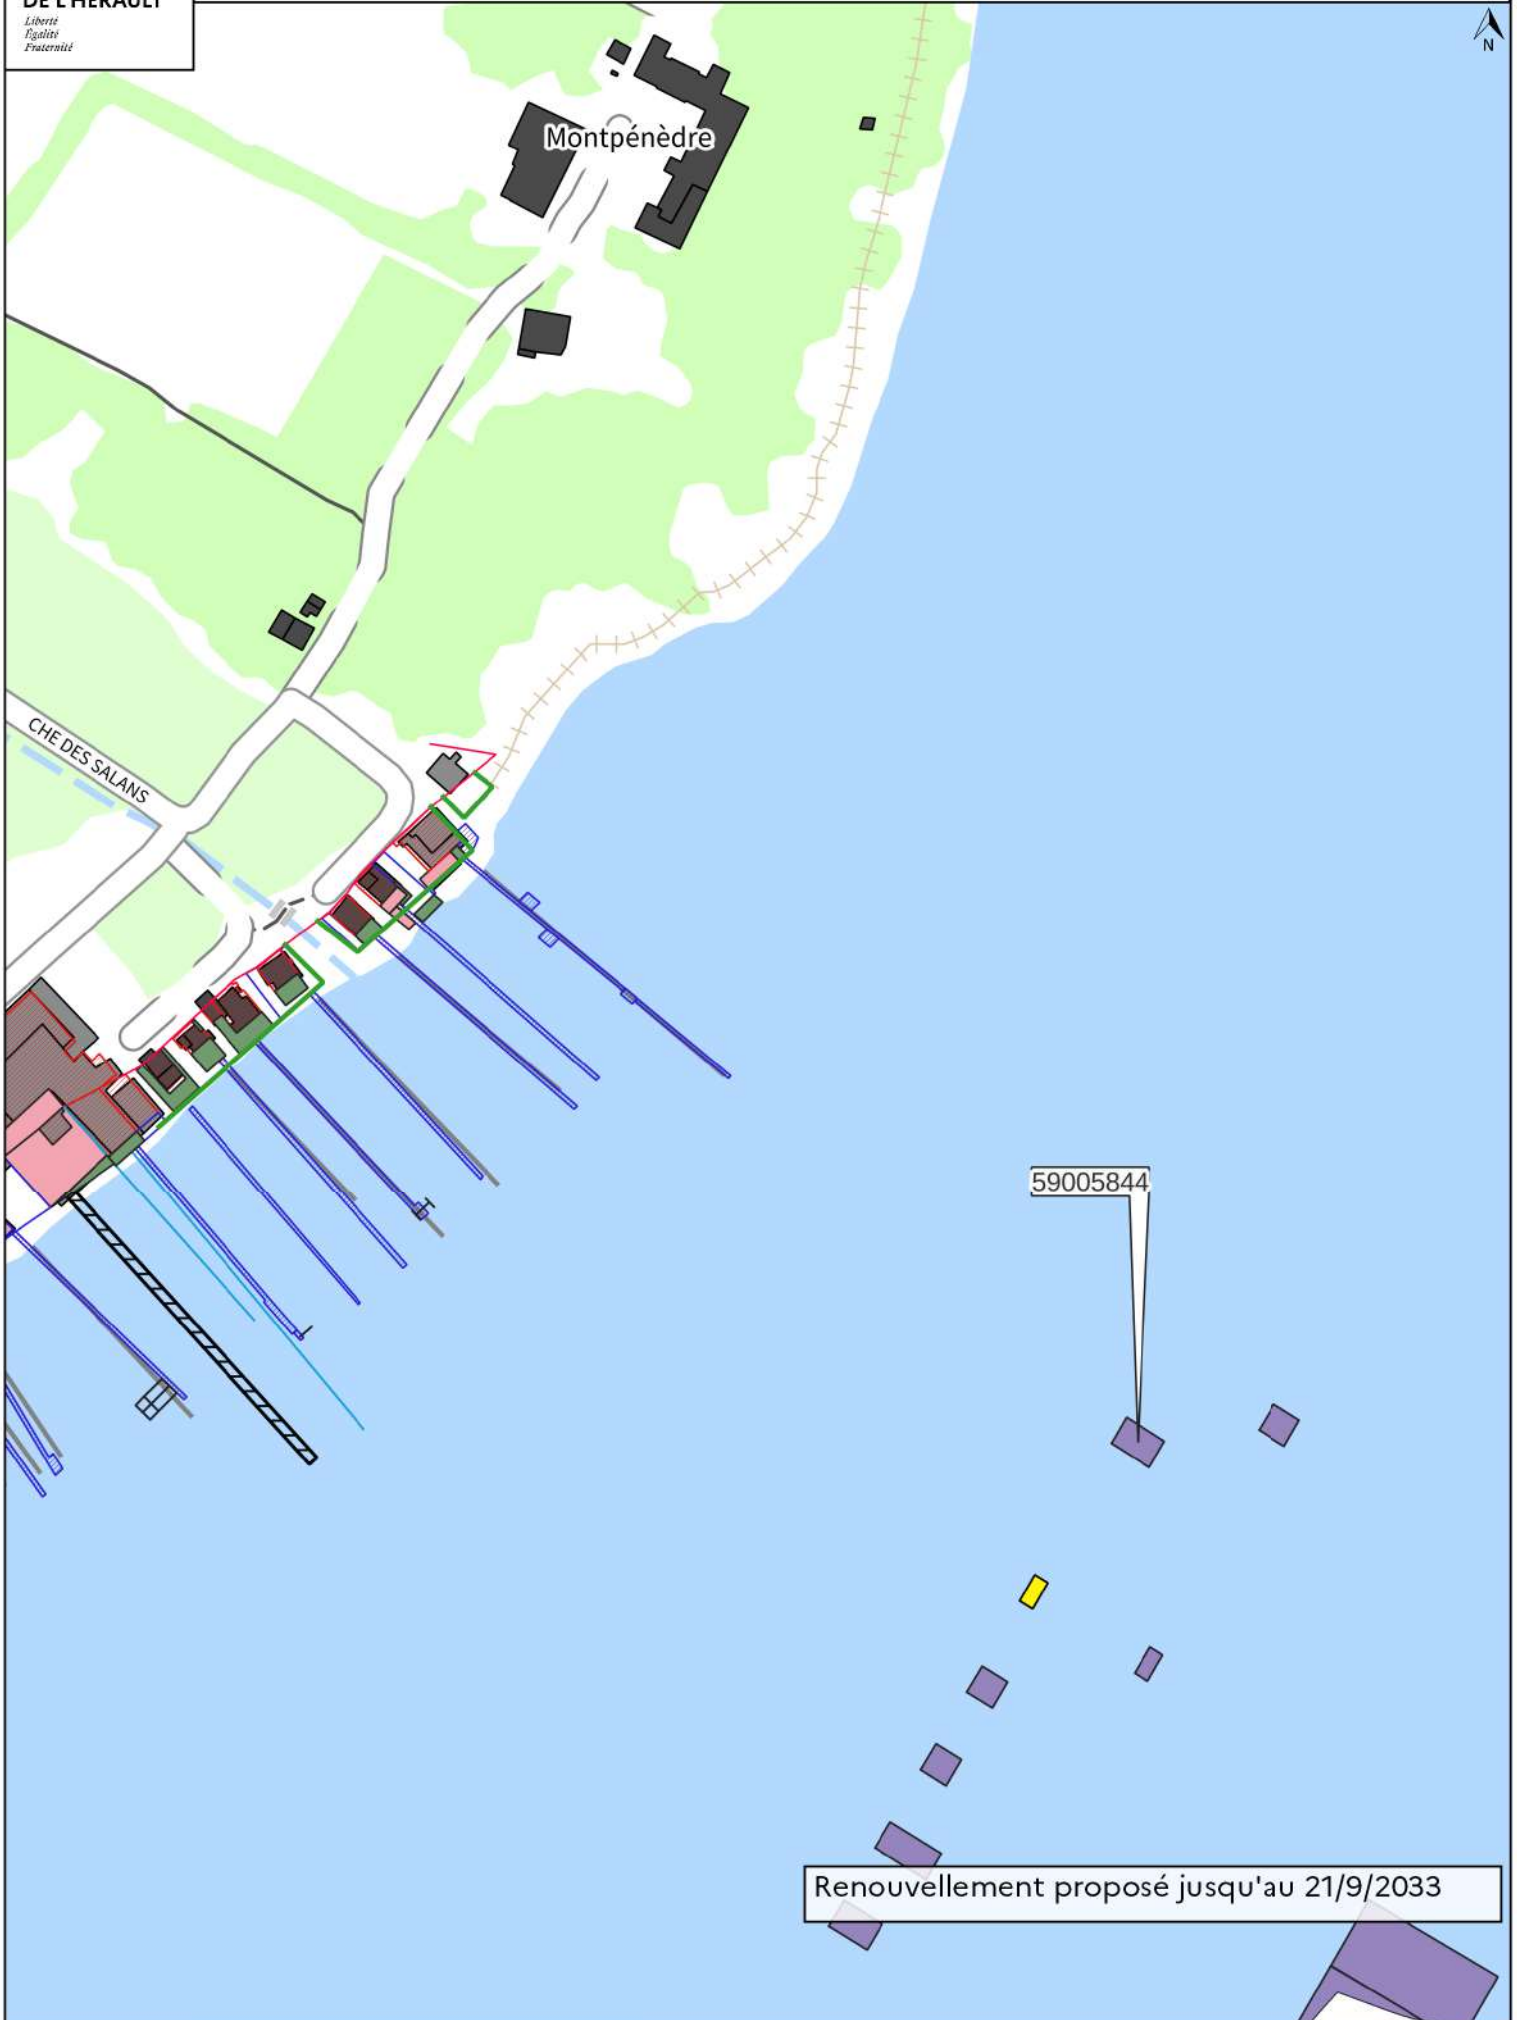 DE L'HÉRAULT
Liberté
Égalité
Fraternité
N
Montpénèdre
CHE DES SALANS
59005844
Renouvellement proposé jusqu'au 21/9/2033